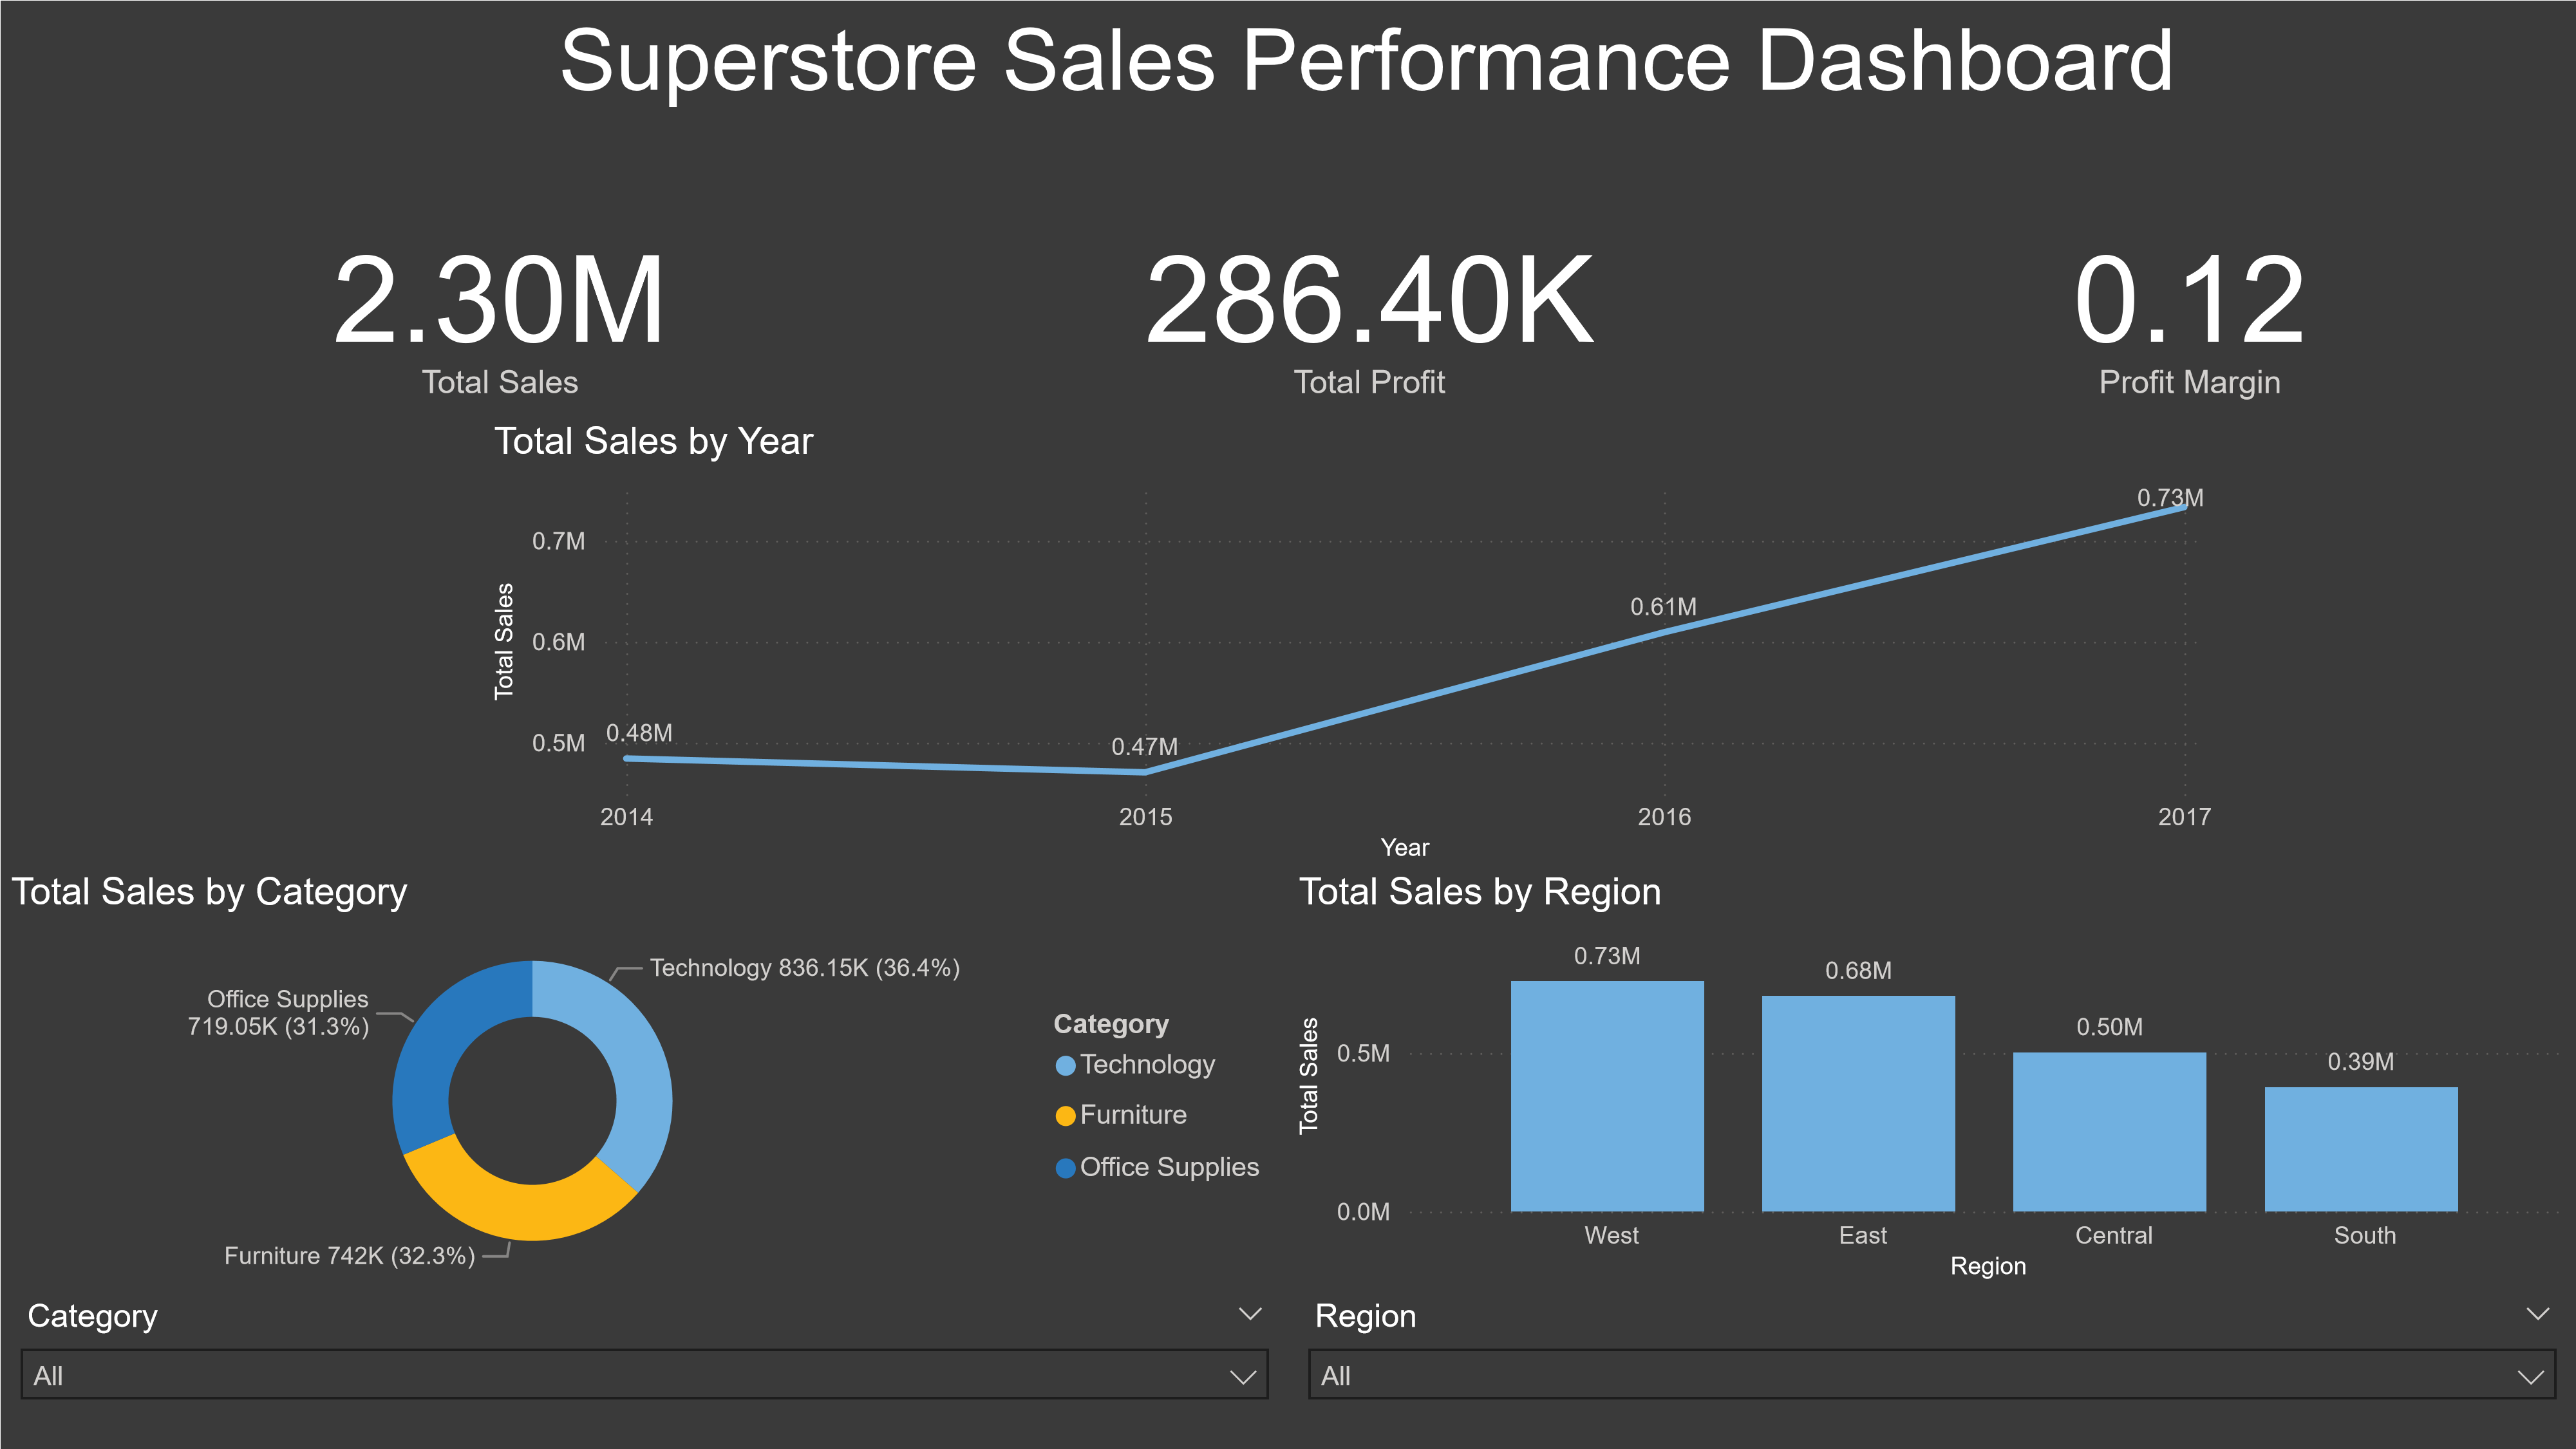 Superstore Sales Performance Dashboard
2.30M
Total Sales
286.40K
Total Profit
0.12
Profit Margin
Total Sales by Year
Total Sales
0.7M
0.6M
0.5M
0.48M
0.47M
0.61M
0.73M
2014
2015
2016
2017
Year
Total Sales by Category
Technology 836.15K (36.4%)
Office Supplies
719.05K (31.3%)
Furniture 742K (32.3%)
Category
Technology
Furniture
Office Supplies
Total Sales by Region
Total Sales
0.5M
0.0M
0.73M
0.68M
0.50M
0.39M
West
East
Central
South
Region
Category
All
Region
All